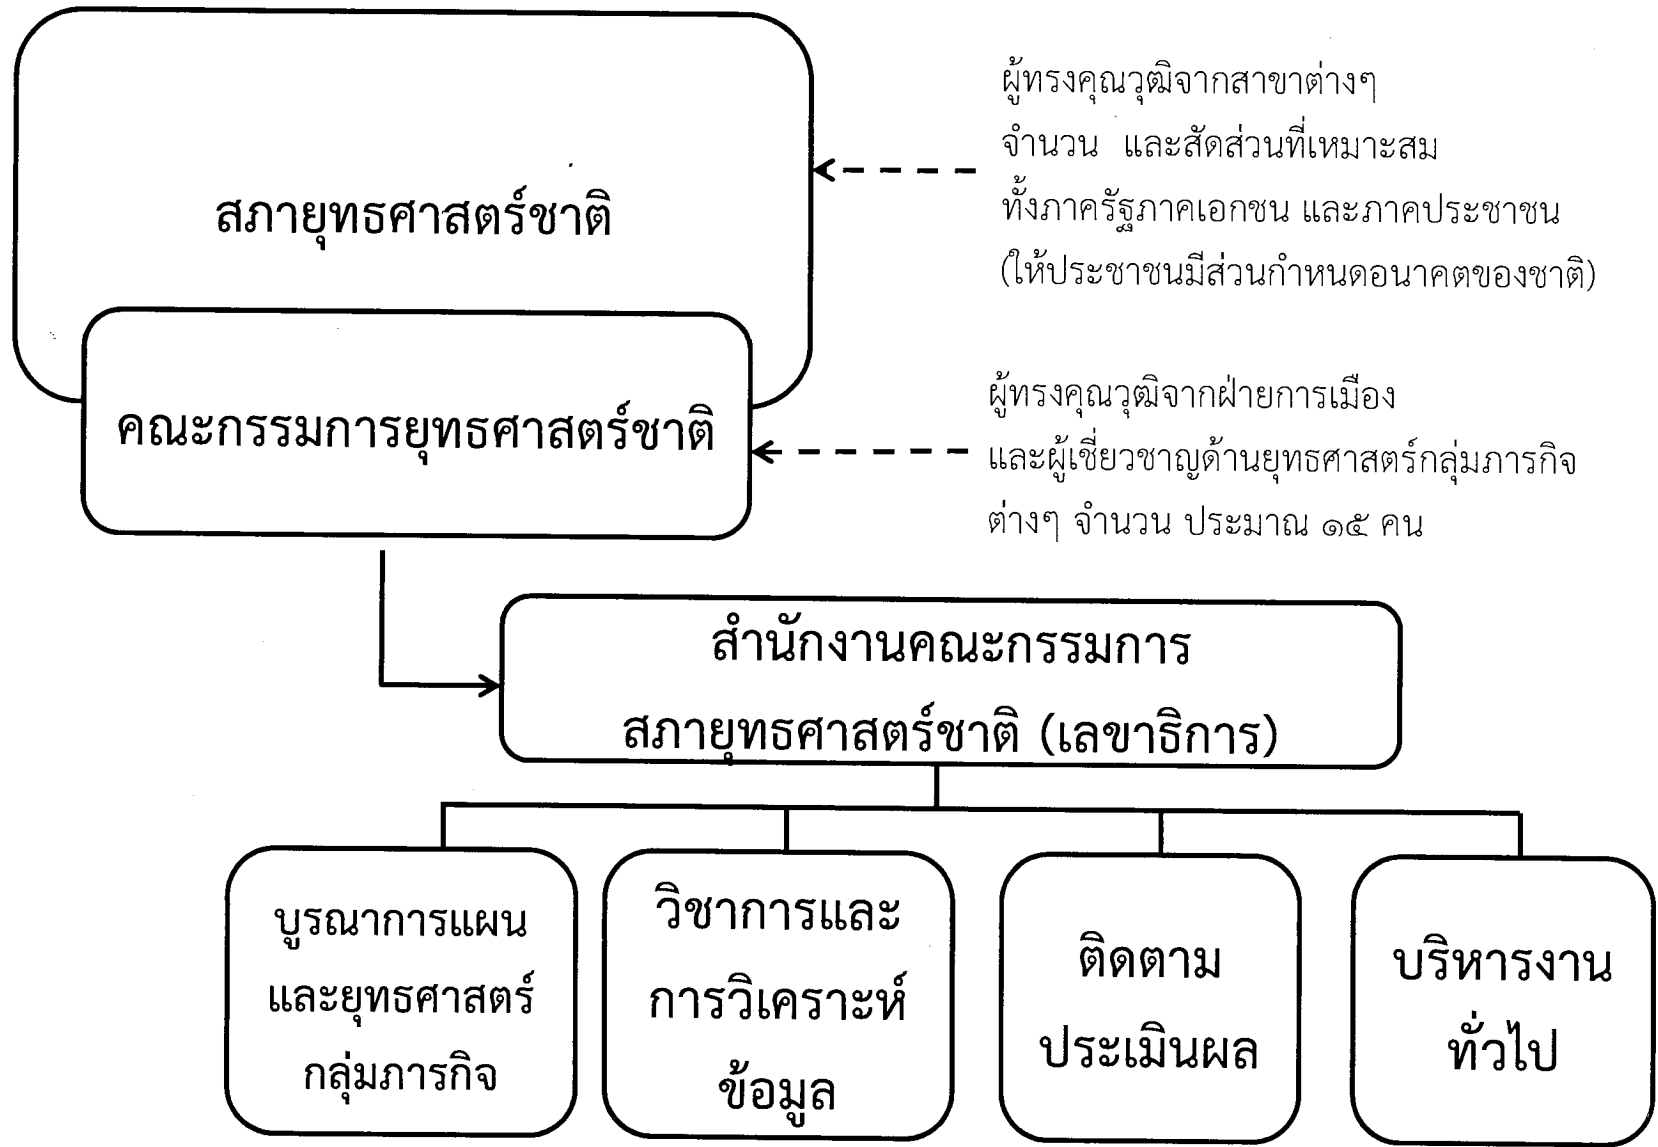 ผู้ทรงคุณวุฒิจากสาขาต่างๆ
จำนวน และสัดส่วนที่เหมาะสม
ทั้งภาครัฐภาคเอกชน และภาคประชาชน
(ให้ประชาชนมีส่วนกำหนดอนาคตของชาติ)
สภายุทธศาสตร์ชาติ
ผู้ทรงคุณวุฒิจากฝ่ายการเมือง
และผู้เชี่ยวชาญด้านยุทธศาสตร์กลุ่มภารกิจ
ต่างๆ จำนวน ประมาณ ๑๕ คน
คณะกรรมการยุทธศาสตร์ชาติ
สำนักงานคณะกรรมการ
สภายุทธศาสตร์ชาติ (เลขาธิการ)
บูรณาการแผน
และยุทธศาสตร์
กลุ่มภารกิจ
วิชาการและ
การวิเคราะห์
ข้อมูล
ติดตาม
ประเมินผล
บริหารงาน
ทั่วไป